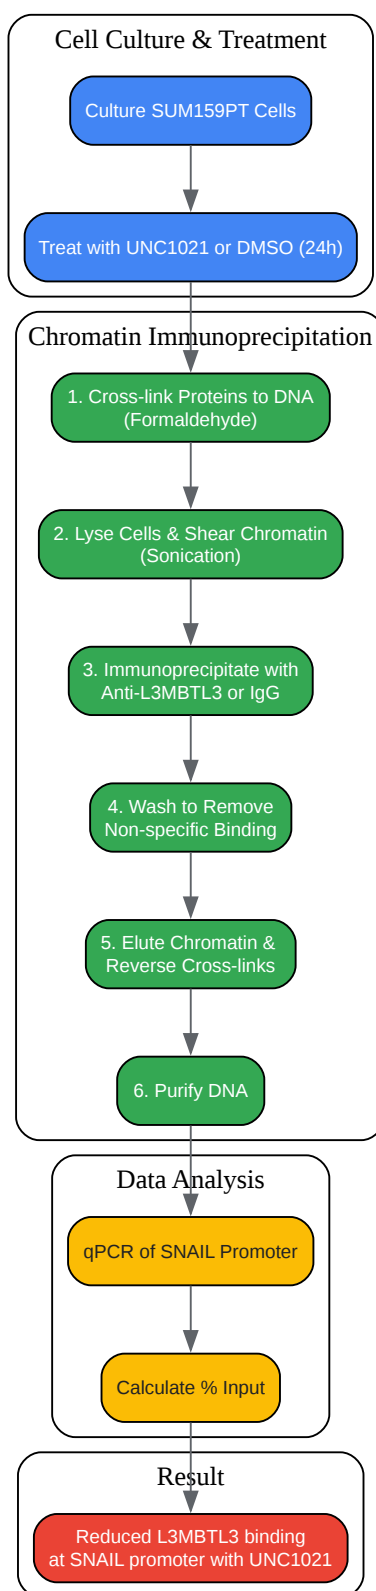 Cell Culture & Treatment
Culture SUM159PT Cells
Treat with UNC1021 or DMSO (24h)
Chromatin Immunoprecipitation
1. Cross-link Proteins to DNA
(Formaldehyde)
2. Lyse Cells & Shear Chromatin
(Sonication)
3. Immunoprecipitate with
Anti-L3MBTL3 or IgG
4. Wash to Remove
Non-specific Binding
5. Elute Chromatin &
Reverse Cross-links
6. Purify DNA
Data Analysis
qPCR of SNAIL Promoter
Calculate % Input
Result
Reduced L3MBTL3 binding
at SNAIL promoter with UNC1021